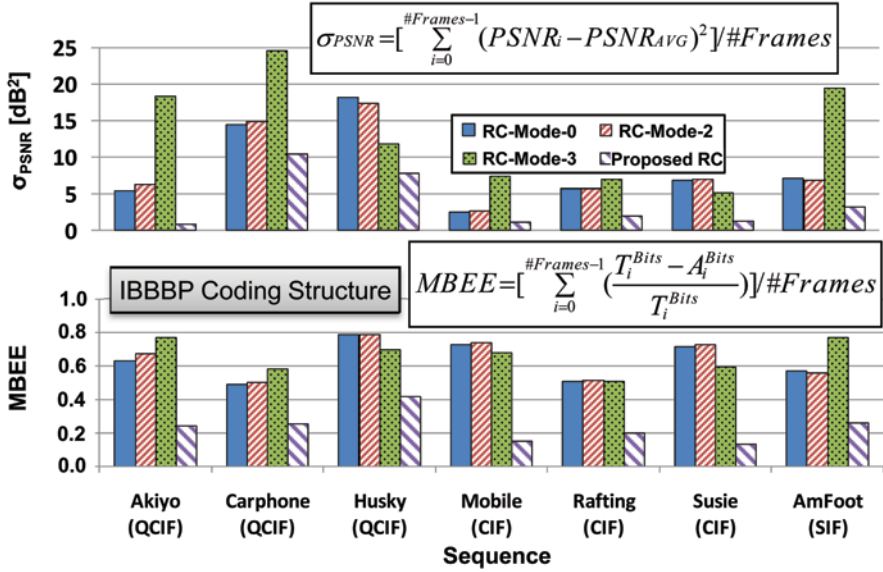 σPSNR=[ #Frames−1 ∑ i=0 (PSNRi−PSNRAVG)²]/#Frames
25
20
15
10
5
0
σPSNR [dB²]
RC-Mode-0 RC-Mode-2
RC-Mode-3 Proposed RC
IBBBP Coding Structure
MBEE=[ #Frames−1 ∑ i=0 (Ti^Bits − Ai^Bits / Ti^Bits)]/#Frames
1.0
0.8
0.6
0.4
0.2
0.0
MBEE
Akiyo Carphone Husky Mobile Rafting Susie AmFoot
(QCIF) (QCIF) (QCIF) (CIF) (CIF) (CIF) (SIF)
Sequence